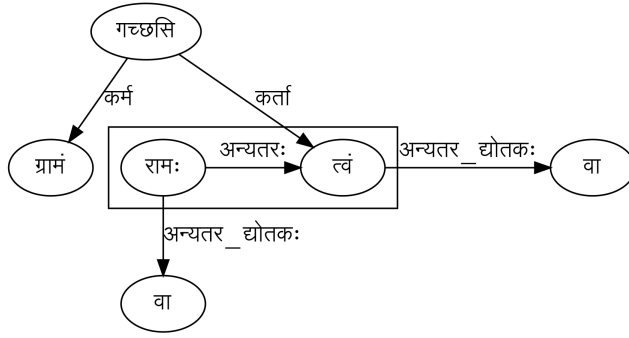 गच्छसि
कर्म कर्ता
ग्रामं रामः अन्यतरः त्वं अन्यतर_द्योतकः वा
अन्यतर_द्योतकः
वा